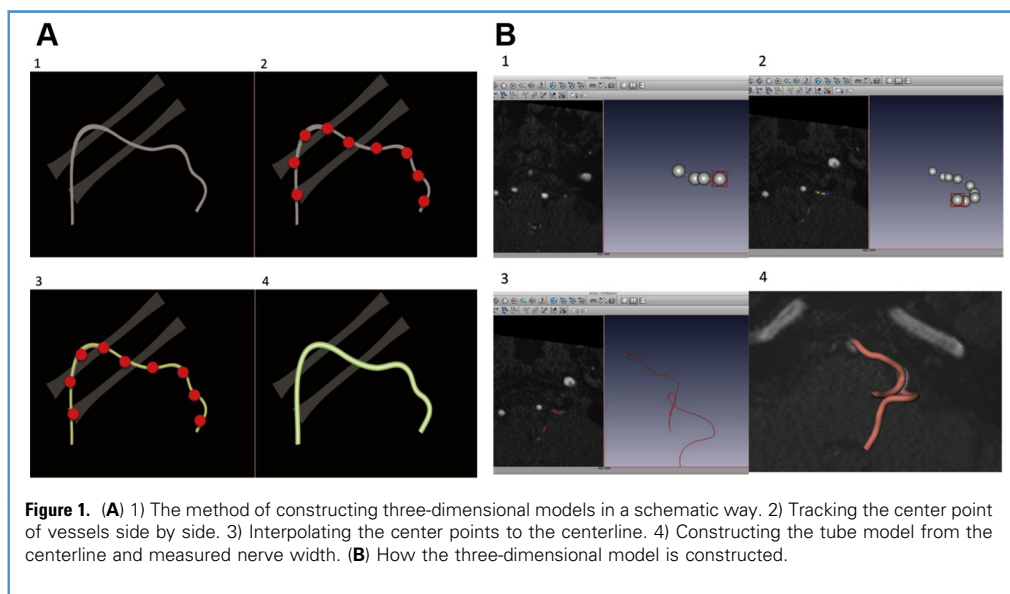 A
B
1
2
1
2
3
4
3
4
Figure 1. (A) 1) The method of constructing three-dimensional models in a schematic way. 2) Tracking the center point
of vessels side by side. 3) Interpolating the center points to the centerline. 4) Constructing the tube model from the
centerline and measured nerve width. (B) How the three-dimensional model is constructed.